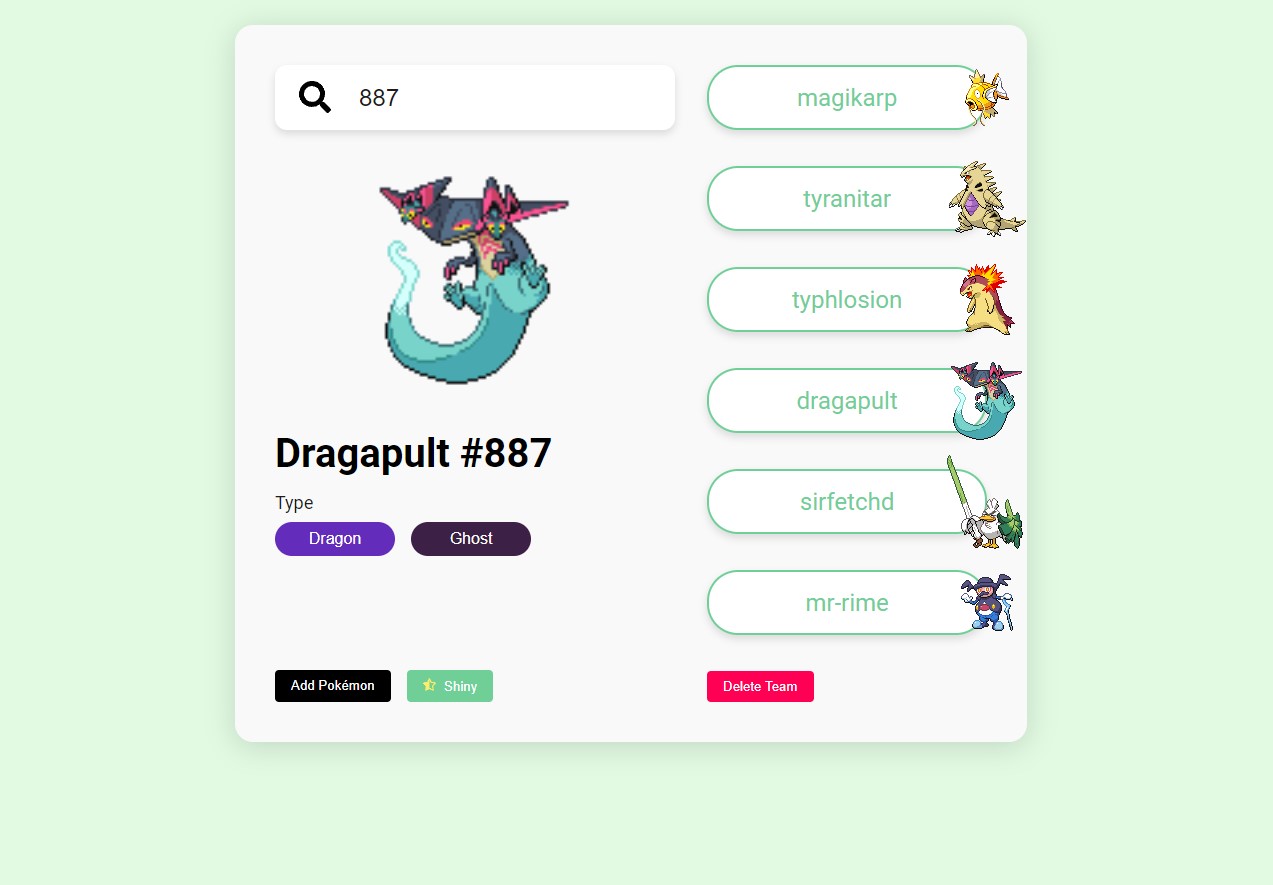 887
Dragapult #887
Type
Dragon
Ghost
Add Pokémon
Shiny
magikarp
tyranitar
typhlosion
dragapult
sirfetchd
mr-rime
Delete Team